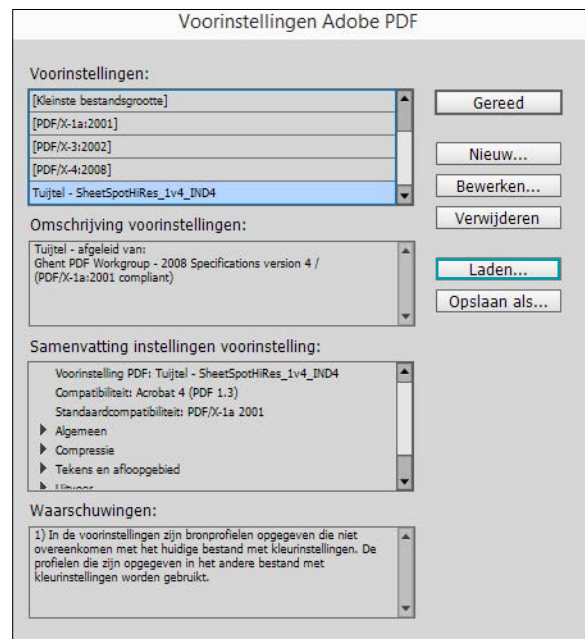 Voorinstellingen Adobe PDF
Voorinstellingen:
[Kleinste bestandsgrootte]
[PDF/X-1a:2001]
[PDF/X-3:2002]
[PDF/X-4:2008]
Tuijtel - SheetSpotHiRes_1v4_IND4
Gereed
Nieuw...
Bewerken...
Verwijderen
Laden...
Opslaan als...
Omschrijving voorinstellingen:
Tuijtel - afgeleid van:
Ghent PDF Workgroup - 2008 Specifications version 4 /
(PDF/X-1a:2001 compliant)
Samenvatting instellingen voorinstelling:
Voorinstelling PDF: Tuijtel - SheetSpotHiRes_1v4_IND4
Compatibiliteit: Acrobat 4 (PDF 1.3)
Standaardcompatibiliteit: PDF/X-1a 2001
Algemeen
Compressie
Tekens en afloopgebied
Uitvoer
Waarschuwingen:
1) In de voorinstellingen zijn bronprofielen opgegeven die niet
overeenkomen met het huidige bestand met kleurinstellingen. De
profielen die zijn opgegeven in het andere bestand met
kleurinstellingen worden gebruikt.